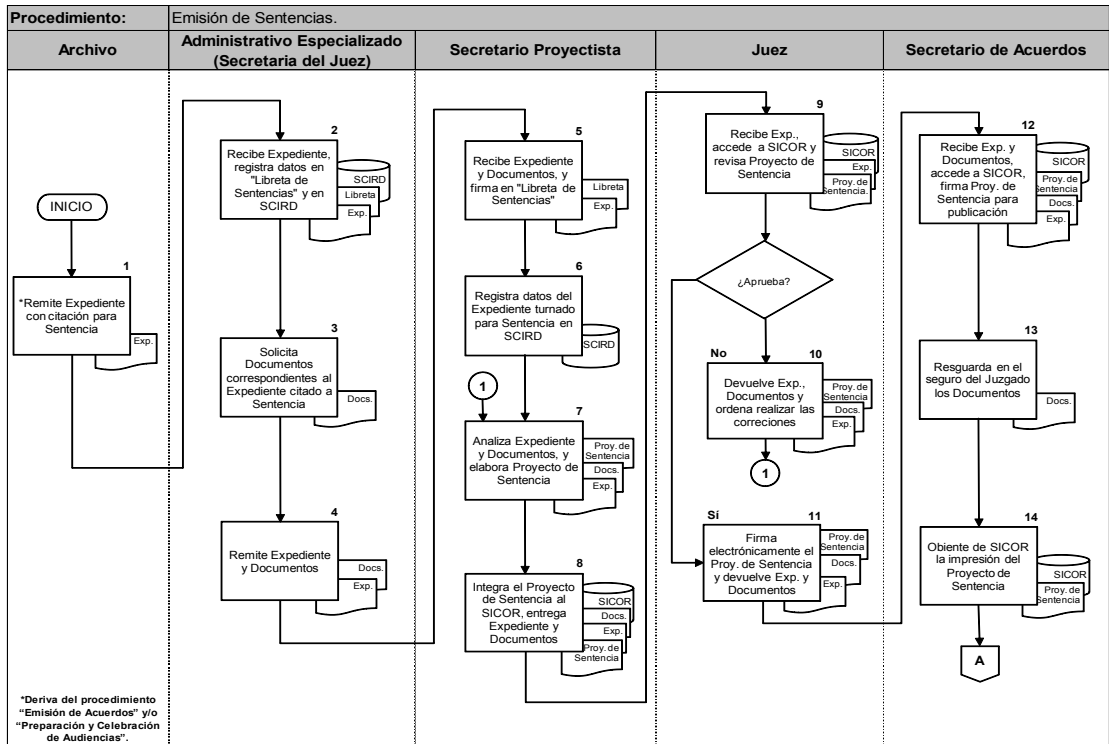 Procedimiento: Emisión de Sentencias.
Archivo
Administrativo Especializado
(Secretaria del Juez)
Secretario Proyectista
Juez
Secretario de Acuerdos
INICIO
1
*Remite Expediente
con citación para
Sentencia
Exp.
*Deriva del procedimiento
“Emisión de Acuerdos” y/o
“Preparación y Celebración
de Audiencias”.
2
Recibe Expediente,
registra datos en
"Libreta de
Sentencias" y en
SCIRD
SCIRD
Libreta
Exp.
3
Solicita
Documentos
correspondientes al
Expediente citado a
Sentencia
Docs.
4
Remite Expediente
y Documentos
Docs.
Exp.
5
Recibe Expediente
y Documentos, y
firma en "Libreta de
Sentencias"
Libreta
Exp.
6
Registra datos del
Expediente turnado
para Sentencia en
SCIRD
SCIRD
1
7
Analiza Expediente
y Documentos, y
elabora Proyecto de
Sentencia
Proy. de
Sentencia
Docs.
Exp.
8
Integra el Proyecto
de Sentencia al
SICOR, entrega
Expediente y
Documentos
SICOR
Docs.
Exp.
Proy. de
Sentencia
9
Recibe Exp.,
accede a SICOR y
revisa Proyecto de
Sentencia
SICOR
Exp.
Proy. de
Sentencia.
¿Aprueba?
No
10
Devuelve Exp.,
Documentos y
ordena realizar las
correciones
Proy. de
Sentencia
Docs.
Exp.
1
Sí
11
Firma
electrónicamente el
Proy. de Sentencia
y devuelve Exp. y
Documentos
Proy. de
Sentencia
Docs.
Exp.
12
Recibe Exp. y
Documentos,
accede a SICOR,
firma Proy. de
Sentencia para
publicación
SICOR
Proy. de
Sentencia
Docs.
Exp.
13
Resguarda en el
seguro del Juzgado
los Documentos
Docs.
14
Obiente de SICOR
la impresión del
Proyecto de
Sentencia
SICOR
Proy. de
Sentencia
A